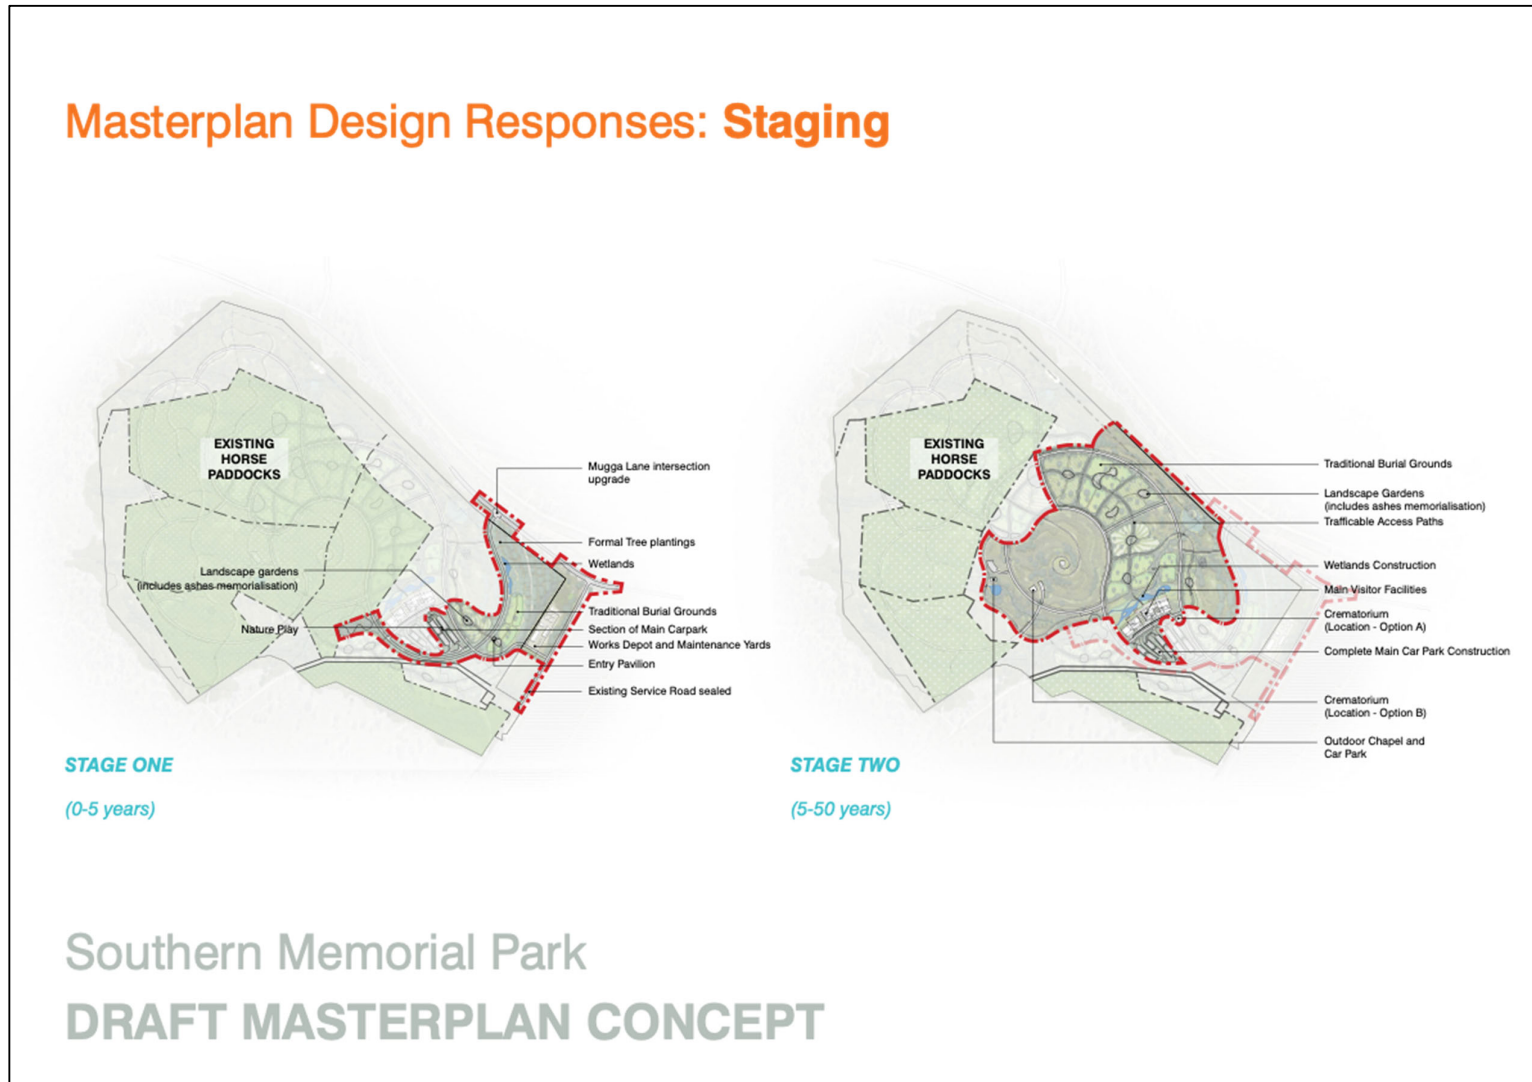 Masterplan Design Responses: Staging
EXISTING
HORSE
PADDOCKS
Mugga Lane intersection
upgrade
Formal Tree plantings
Wetlands
Landscape gardens
(includes ashes memorialisation)
Traditional Burial Grounds
Nature Play
Section of Main Carpark
Works Depot and Maintenance Yards
Entry Pavilion
Existing Service Road sealed
STAGE ONE
(0-5 years)
EXISTING
HORSE
PADDOCKS
Traditional Burial Grounds
Landscape Gardens
(includes ashes memorialisation)
Trafficable Access Paths
Wetlands Construction
Main Visitor Facilities
Crematorium
(Location - Option A)
Complete Main Car Park Construction
Crematorium
(Location - Option B)
Outdoor Chapel and
Car Park
STAGE TWO
(5-50 years)
Southern Memorial Park
DRAFT MASTERPLAN CONCEPT